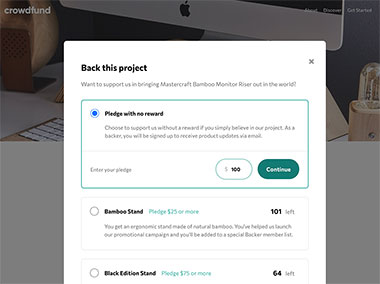 crowdfund
About Discover Get Started
Back this project
Want to support us in bringing Mastercraft Bamboo Monitor Riser out in the world?
Pledge with no reward
Choose to support us without a reward if you simply believe in our project. As a
backer, you will be signed up to receive product updates via email.
Enter your pledge
$ 100
Continue
Bamboo Stand Pledge $25 or more 101 left
You get an ergonomic stand made of natural bamboo. You've helped us launch
our promotional campaign and you'll be added to a special Backer member list.
Black Edition Stand Pledge $75 or more 64 left